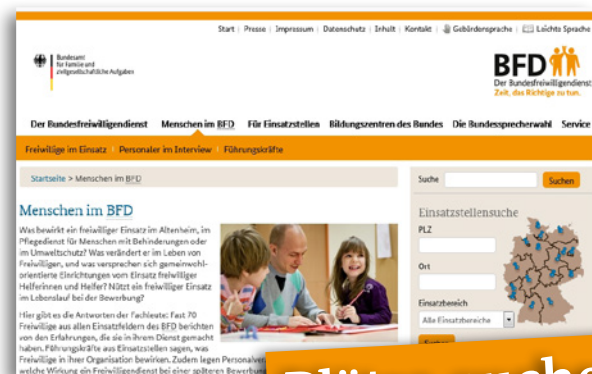 Start | Presse | Impressum | Datenschutz | Inhalt | Kontakt | Gebärdensprache | Leichte Sprache
Bundesamt
für Familie und
zivilgesellschaftliche Aufgaben
BFD
Der Bundesfreiwilligendienst
Zeit, das Richtige zu tun.
Der Bundesfreiwilligendienst Menschen im BFD Für Einsatzstellen Bildungszentren des Bundes Die Bundessprecherwahl Service
Freiwillige im Einsatz | Personaler im Interview | Führungskräfte
Startseite > Menschen im BFD
Menschen im BFD
Was bewirkt ein freiwilliger Einsatz im Altenheim, im
Pflegedienst für Menschen mit Behinderungen oder
im Umweltschutz? Was verändert er im Leben von
Freiwilligen, und was versprechen sich gemeinwohl-
orientierte Einrichtungen vom Einsatz freiwilliger
Helferinnen und Helfer? Nützt ein freiwilliger Einsatz
im Lebenslauf bei der Bewerbung?
Hier gibt es die Antworten der Fachleute: Fast 70
Freiwillige aus allen Einsatzfeldern des BFD berichten
von den Erfahrungen, die sie in ihrem Dienst gemacht
haben. Führungskräfte aus Einsatzstellen sagen, was
Freiwillige in ihrer Organisation bewirken. Zudem legen
welche Wirkung ein Freiwilligendienst bei einer späteren
Suche
Suchen
Einsatzstellensuche
PLZ
Ort
Einsatzbereich
Alle Einsatzbereiche